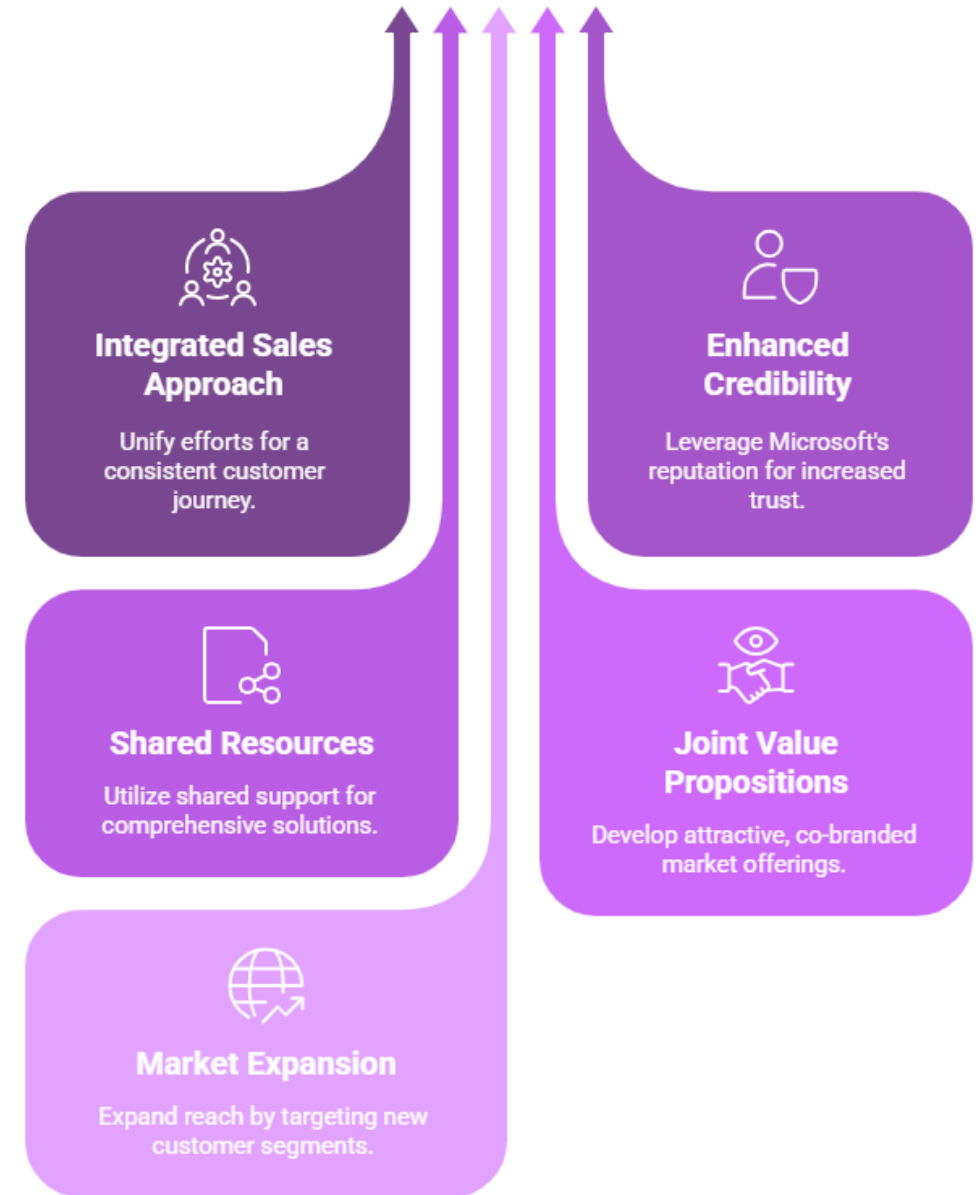 Integrated Sales
Approach
Unify efforts for a
consistent customer
journey.
Enhanced
Credibility
Leverage Microsoft's
reputation for increased
trust.
Shared Resources
Utilize shared support for
comprehensive solutions.
Joint Value
Propositions
Develop attractive, co-branded
market offerings.
Market Expansion
Expand reach by targeting new
customer segments.